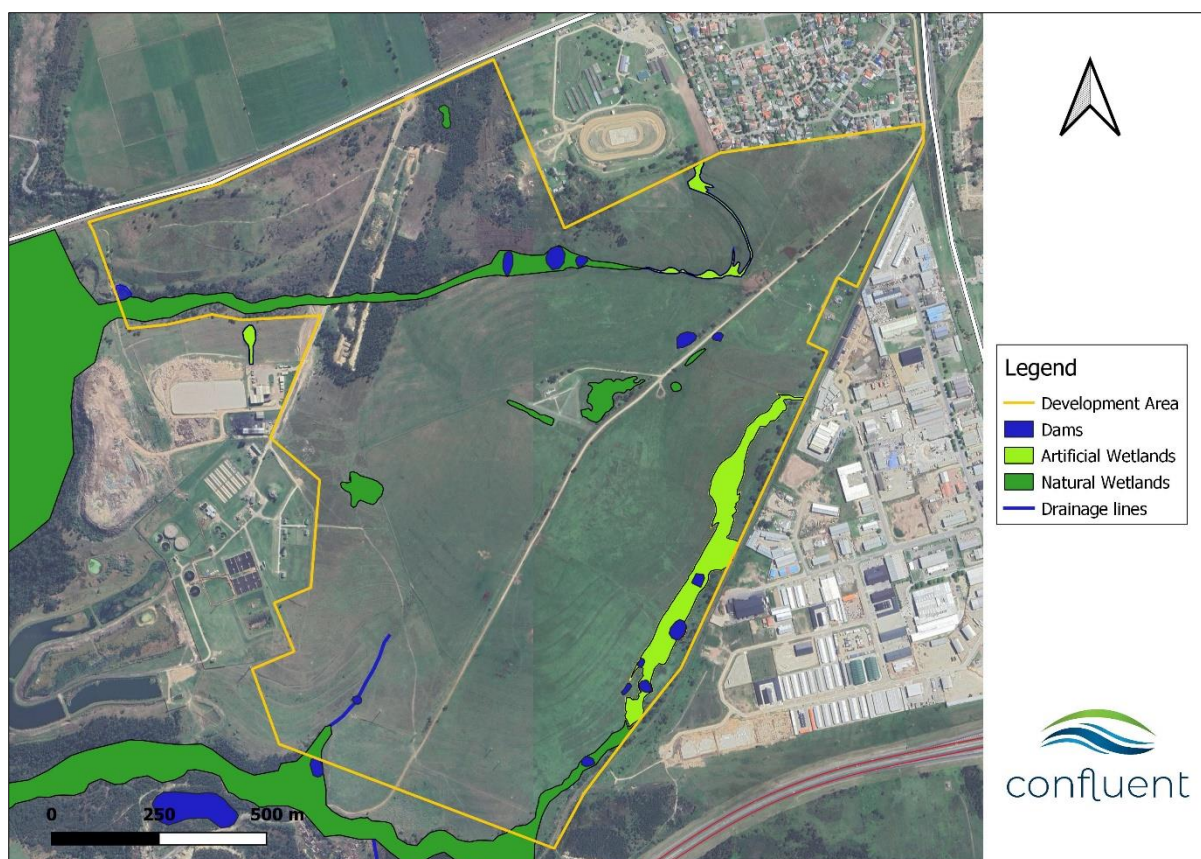 Legend
Development Area
Dams
Artificial Wetlands
Natural Wetlands
Drainage lines
confluent
0 250 500 m